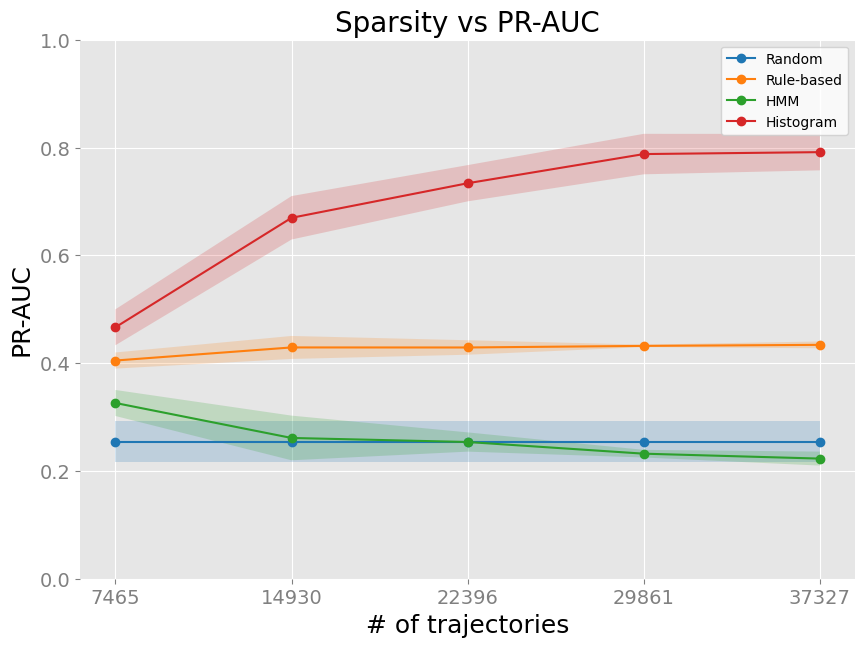 Sparsity vs PR-AUC
1.0
0.8
0.6
0.4
0.2
0.0
PR-AUC
Random
Rule-based
HMM
Histogram
7465 14930 22396 29861 37327
# of trajectories